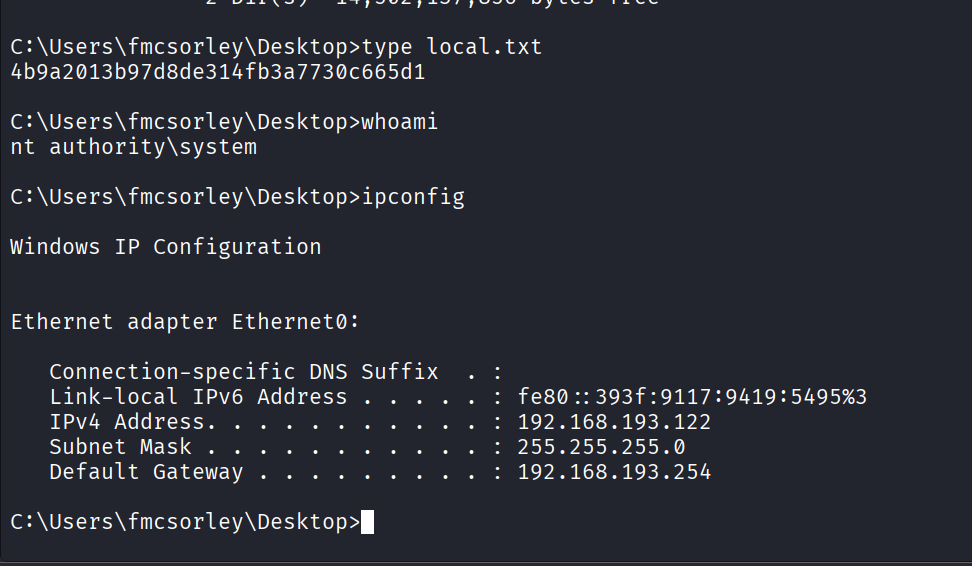 C:\Users\fmcsorley\Desktop>type local.txt
4b9a2013b97d8de314fb3a7730c665d1
C:\Users\fmcsorley\Desktop>whoami
nt authority\system
C:\Users\fmcsorley\Desktop>ipconfig
Windows IP Configuration
Ethernet adapter Ethernet0:
   Connection-specific DNS Suffix  . :
   Link-local IPv6 Address . . . . . : fe80::393f:9117:9419:5495%3
   IPv4 Address. . . . . . . . . . . : 192.168.193.122
   Subnet Mask . . . . . . . . . . . : 255.255.255.0
   Default Gateway . . . . . . . . . : 192.168.193.254
C:\Users\fmcsorley\Desktop>